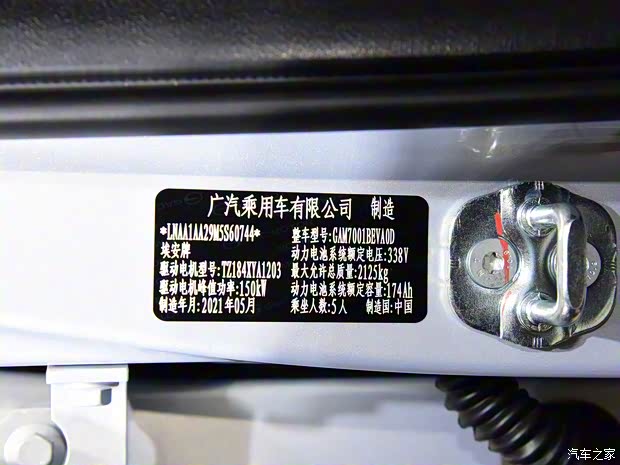 广汽乘用车有限公司 制造
*LNAA1AA29M5S60744* 整车型号:GAM7001BEVA0D
埃安牌 动力电池系统额定电压:338V
驱动电机型号:TZ184XYA1203 最大允许总质量:2125kg
驱动电机峰值功率:150kW 动力电池系统额定容量:174Ah
制造年月:2021年05月 乘坐人数:5人 制造国:中国
汽车之家